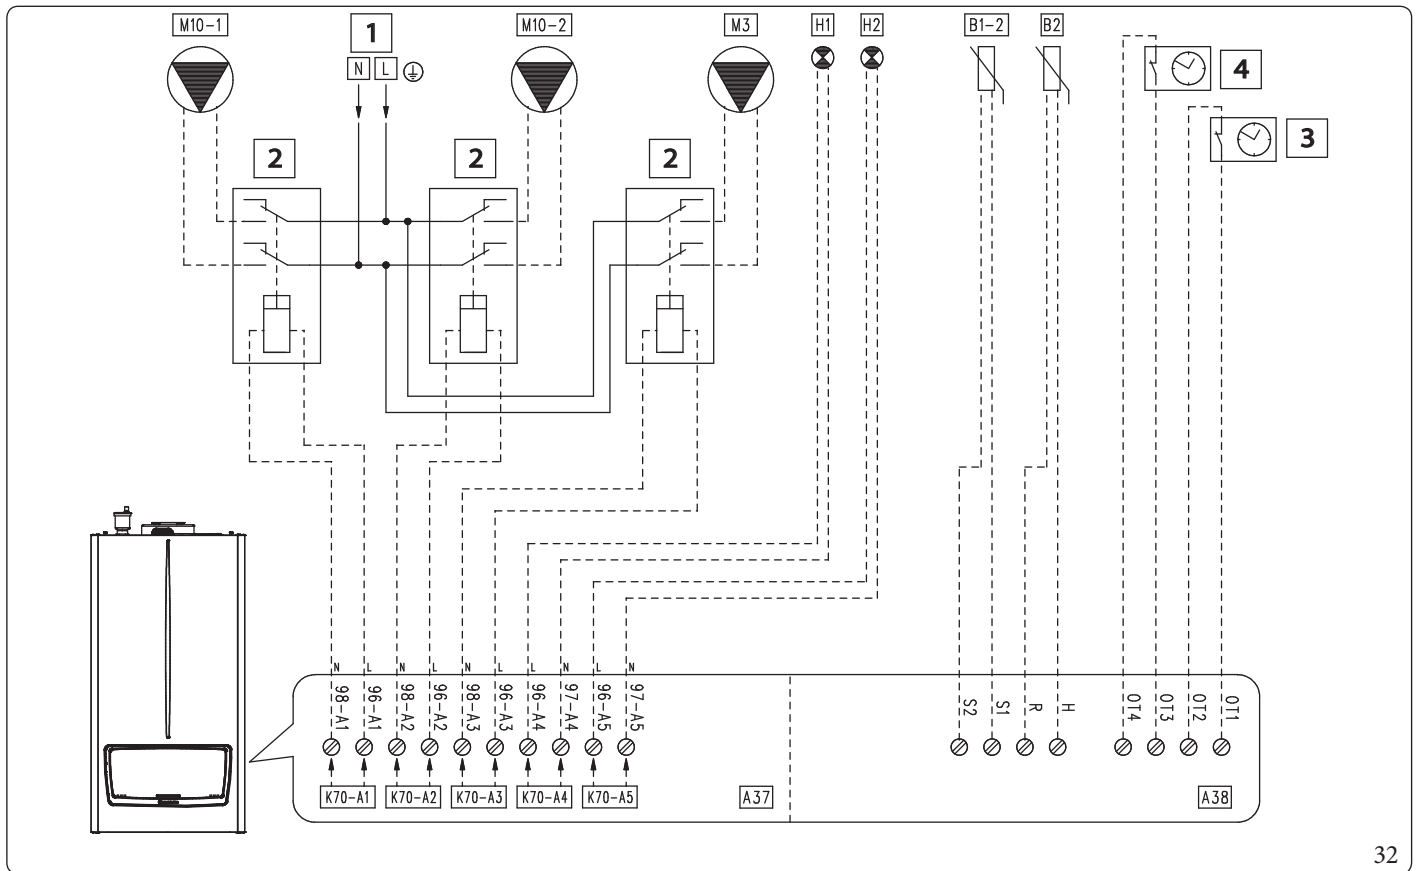 M10-1
1
M10-2
M3
H1
H2
B1-2
B2
N
L
4
3
2
2
2
N
L
N
L
N
L
L
N
L
N
98-A1
96-A1
98-A2
96-A2
98-A3
96-A3
96-A4
97-A4
96-A5
97-A5
S2
S1
R
H
OT4
OT3
OT2
OT1
K70-A1
K70-A2
K70-A3
K70-A4
K70-A5
A37
A38
32